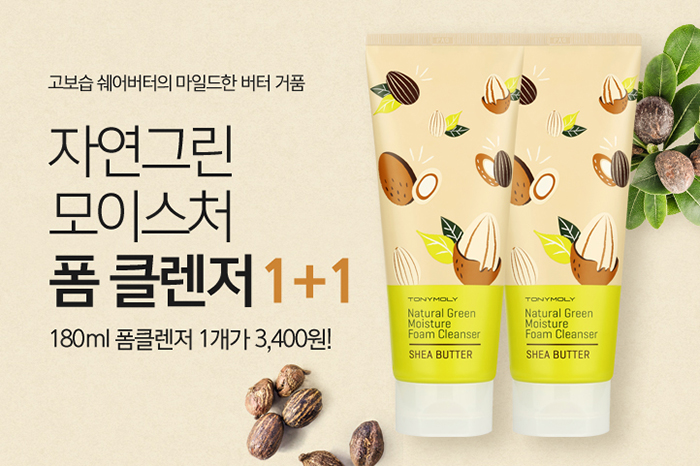 고보습 쉐어버터의 마일드한 버터 거품
자연그린
모이스처
폼 클렌저 1+1
180ml 폼클렌저 1개가 3,400원!
TONYMOLY
Natural Green
Moisture
Foam Cleanser
SHEA BUTTER
TONYMOLY
Natural Green
Moisture
Foam Cleanser
SHEA BUTTER